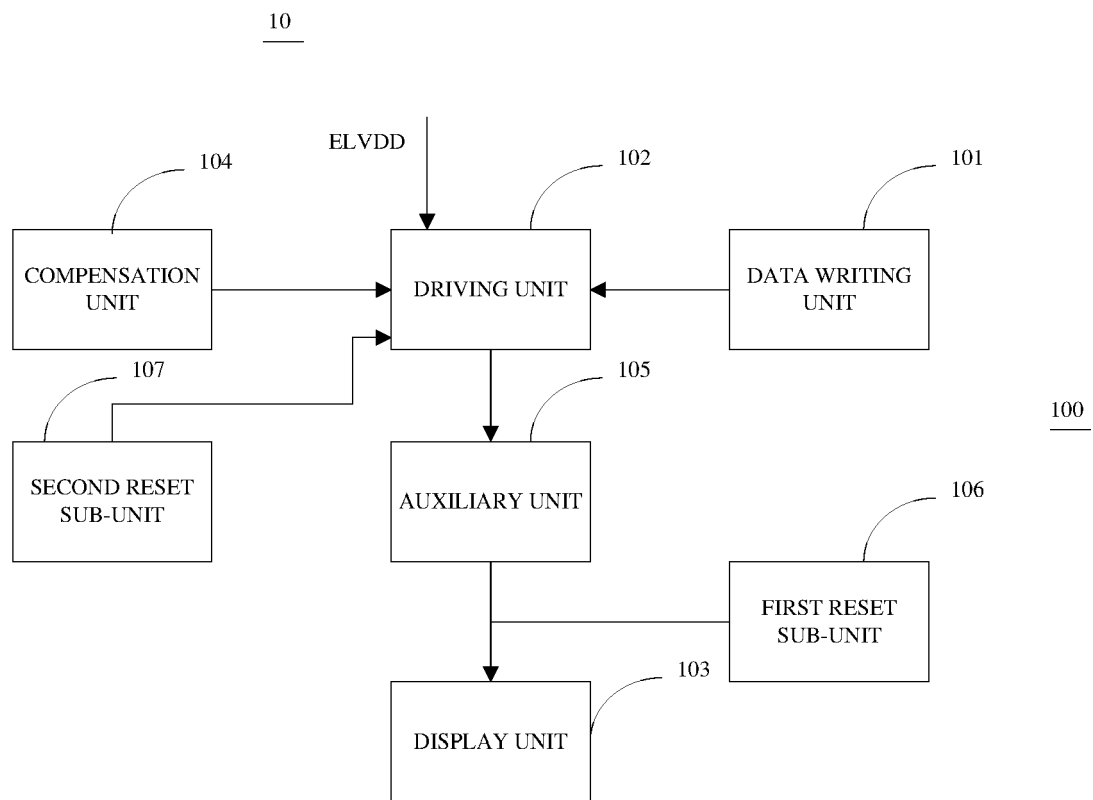 10
ELVDD
104
102
101
COMPENSATION
UNIT
DRIVING UNIT
DATA WRITING
UNIT
107
105
100
SECOND RESET
SUB-UNIT
AUXILIARY UNIT
106
FIRST RESET
SUB-UNIT
103
DISPLAY UNIT